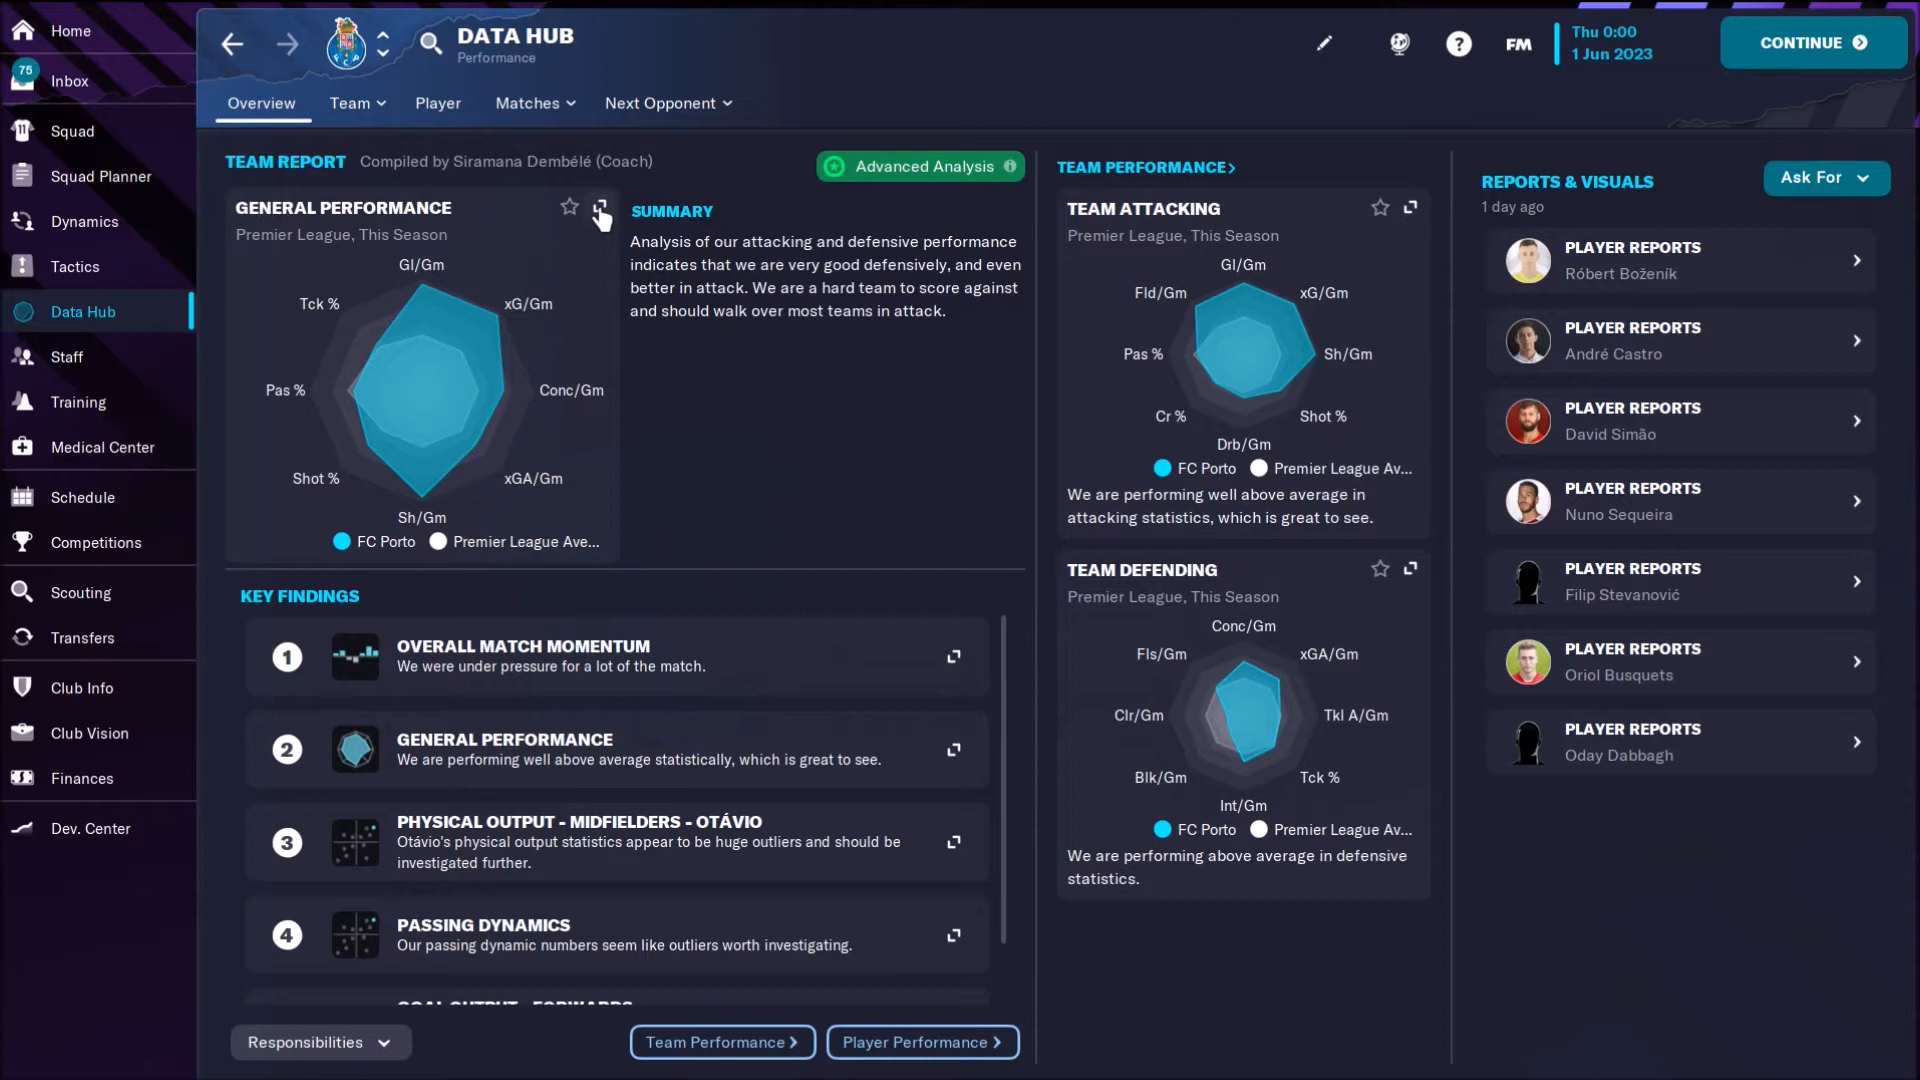 Home
75
Inbox
Squad
Squad Planner
Dynamics
Tactics
Data Hub
Staff
Training
Medical Center
Schedule
Competitions
Scouting
Transfers
Club Info
Club Vision
Finances
Dev. Center
DATA HUB
Performance
FM
Thu 0:00
1 Jun 2023
CONTINUE
Overview
Team
Player
Matches
Next Opponent
TEAM REPORT Compiled by Siramana Dembélé (Coach)
Advanced Analysis
GENERAL PERFORMANCE
Premier League, This Season
Gl/Gm
Tck %
xG/Gm
Pas %
Conc/Gm
Shot %
xGA/Gm
Sh/Gm
FC Porto Premier League Ave...
SUMMARY
Analysis of our attacking and defensive performance
indicates that we are very good defensively, and even
better in attack. We are a hard team to score against
and should walk over most teams in attack.
KEY FINDINGS
1
OVERALL MATCH MOMENTUM
We were under pressure for a lot of the match.
2
GENERAL PERFORMANCE
We are performing well above average statistically, which is great to see.
3
PHYSICAL OUTPUT - MIDFIELDERS - OTÁVIO
Otávio's physical output statistics appear to be huge outliers and should be
investigated further.
4
PASSING DYNAMICS
Our passing dynamic numbers seem like outliers worth investigating.
GOAL OUTPUT - FORWARDS
Responsibilities
Team Performance
Player Performance
TEAM PERFORMANCE
TEAM ATTACKING
Premier League, This Season
Gl/Gm
Fld/Gm
xG/Gm
Pas %
Sh/Gm
Cr %
Shot %
Drb/Gm
FC Porto Premier League Av...
We are performing well above average in
attacking statistics, which is great to see.
TEAM DEFENDING
Premier League, This Season
Conc/Gm
Fls/Gm
xGA/Gm
Clr/Gm
Tkl A/Gm
Blk/Gm
Tck %
Int/Gm
FC Porto Premier League Av...
We are performing above average in defensive
statistics.
REPORTS & VISUALS
1 day ago
Ask For
PLAYER REPORTS
Róbert Boženík
PLAYER REPORTS
André Castro
PLAYER REPORTS
David Simão
PLAYER REPORTS
Nuno Sequeira
PLAYER REPORTS
Filip Stevanović
PLAYER REPORTS
Oriol Busquets
PLAYER REPORTS
Oday Dabbagh